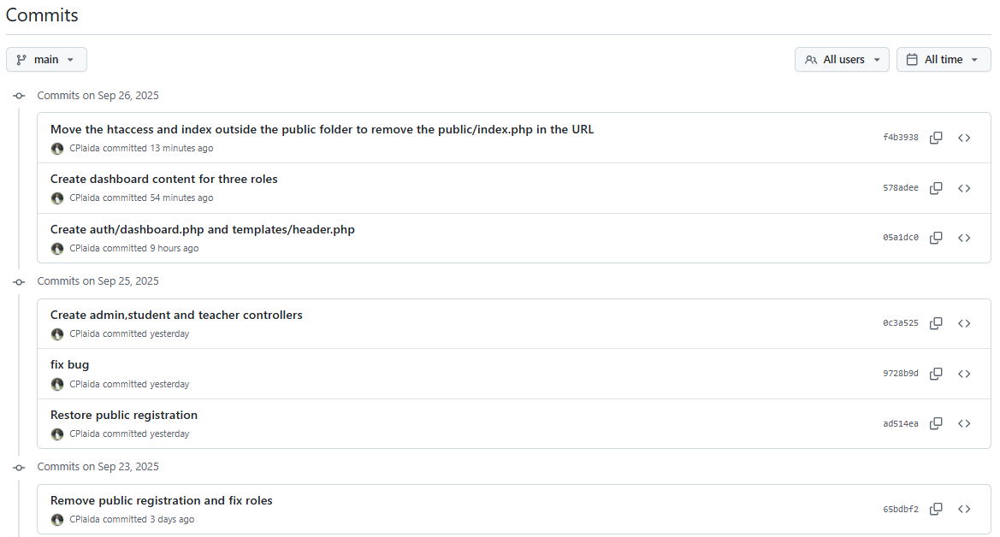 Commits
main
All users
All time
Commits on Sep 26, 2025
Move the htaccess and index outside the public folder to remove the public/index.php in the URL
CPlaida committed 13 minutes ago
f4b3938
Create dashboard content for three roles
CPlaida committed 54 minutes ago
578adee
Create auth/dashboard.php and templates/header.php
CPlaida committed 9 hours ago
05a1dc0
Commits on Sep 25, 2025
Create admin,student and teacher controllers
CPlaida committed yesterday
0c3a525
fix bug
CPlaida committed yesterday
9728b9d
Restore public registration
CPlaida committed yesterday
ad514ea
Commits on Sep 23, 2025
Remove public registration and fix roles
CPlaida committed 3 days ago
65bdbf2